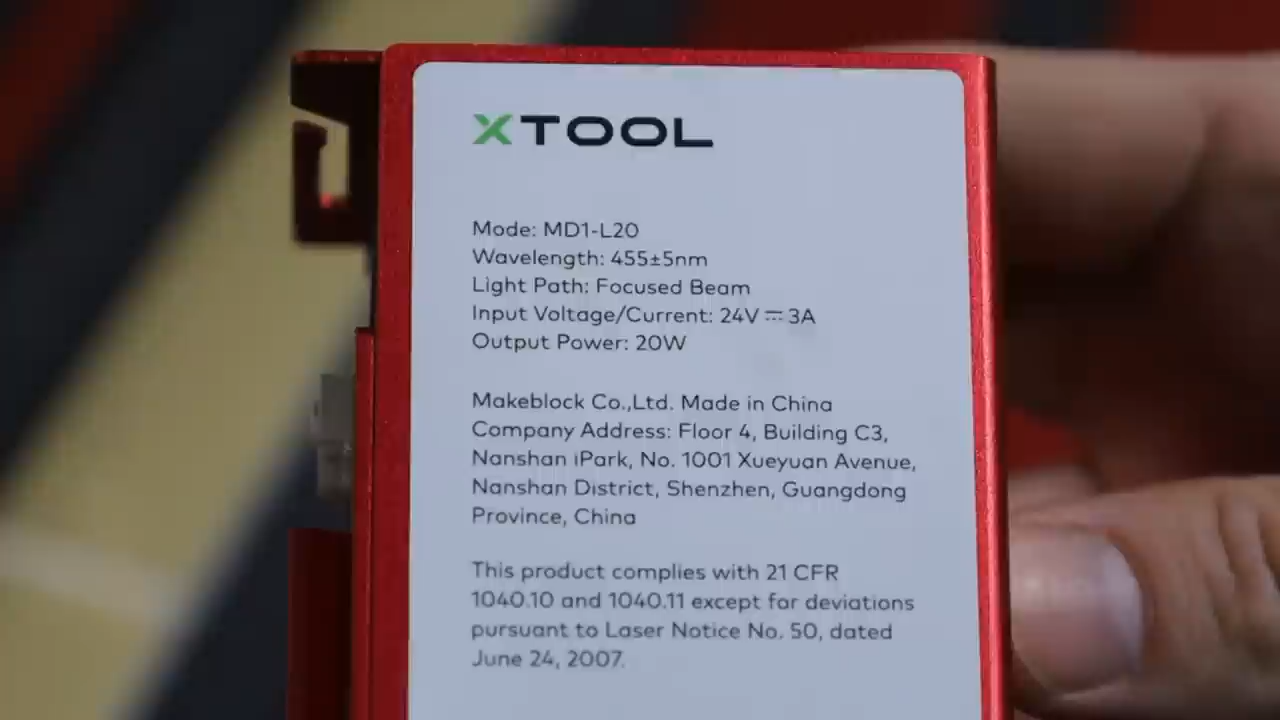 XTOOL
Mode: MD1-L20
Wavelength: 455±5nm
Light Path: Focused Beam
Input Voltage/Current: 24V ⎓ 3A
Output Power: 20W
Makeblock Co.,Ltd. Made in China
Company Address: Floor 4, Building C3,
Nanshan iPark, No. 1001 Xueyuan Avenue,
Nanshan District, Shenzhen, Guangdong
Province, China
This product complies with 21 CFR
1040.10 and 1040.11 except for deviations
pursuant to Laser Notice No. 50, dated
June 24, 2007.